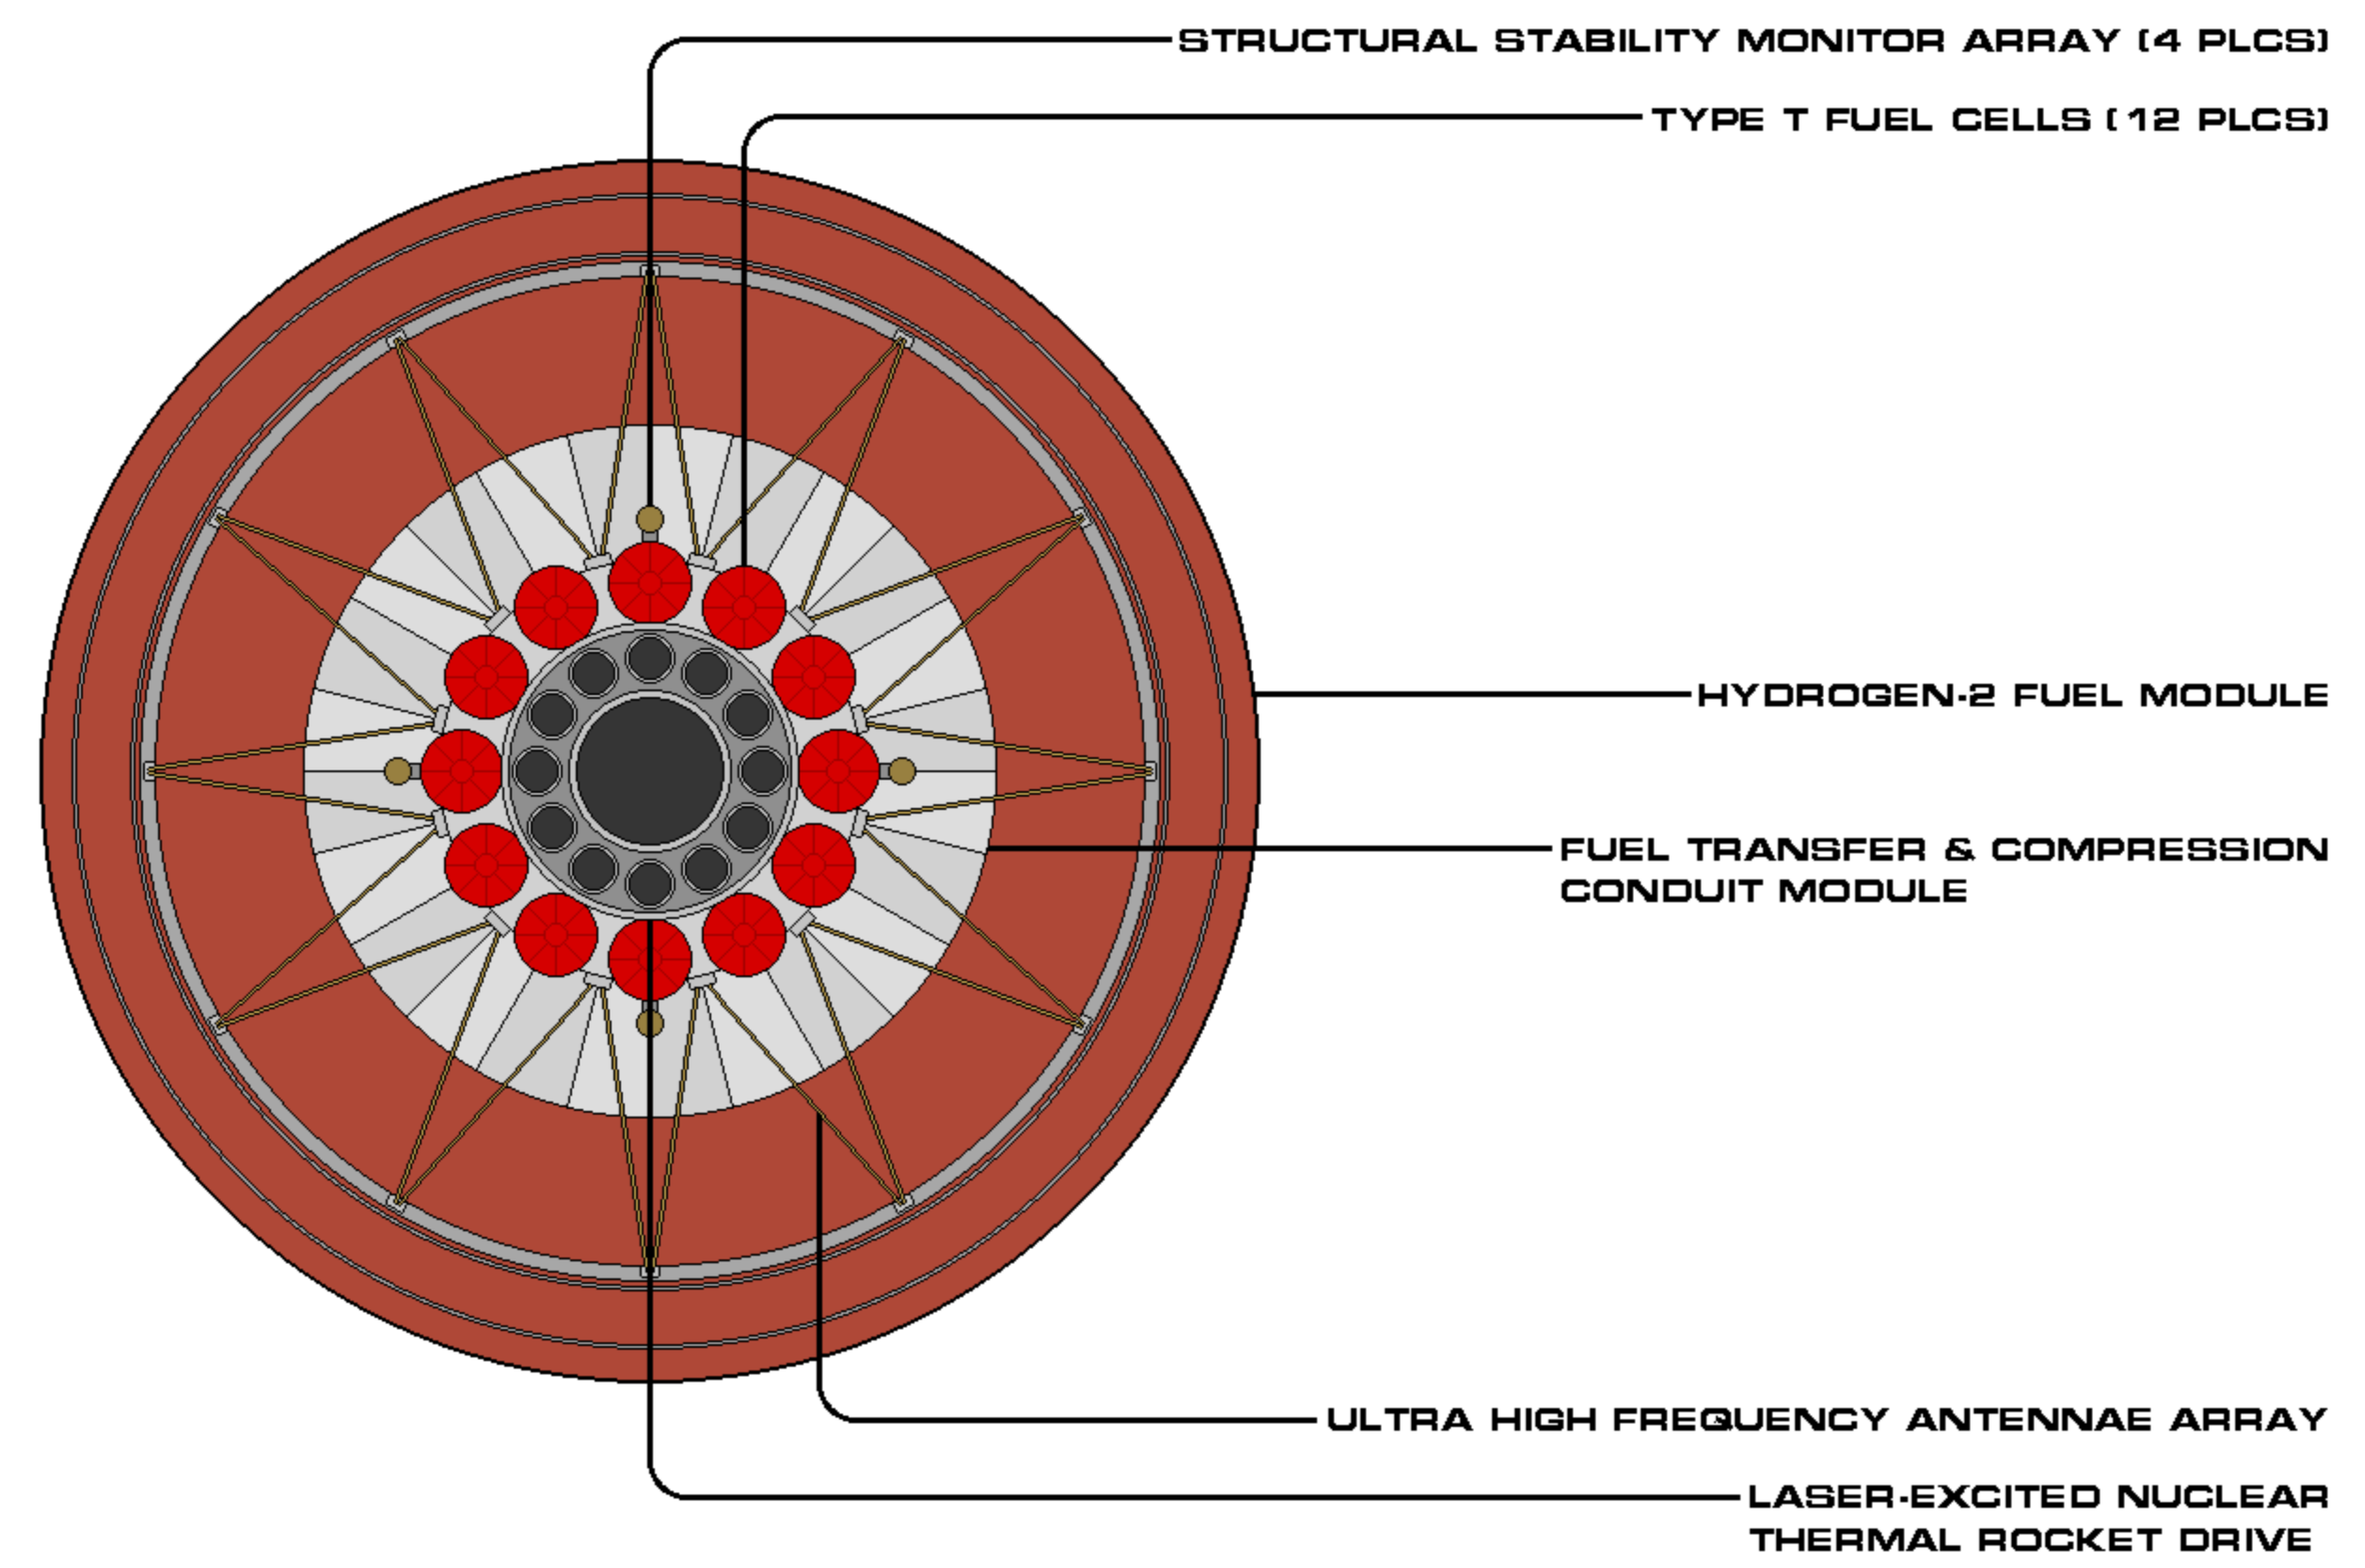 STRUCTURAL STABILITY MONITOR ARRAY (4 PLCS)
TYPE T FUEL CELLS (12 PLCS)
HYDROGEN-2 FUEL MODULE
FUEL TRANSFER & COMPRESSION
CONDUIT MODULE
ULTRA HIGH FREQUENCY ANTENNAE ARRAY
LASER-EXCITED NUCLEAR
THERMAL ROCKET DRIVE